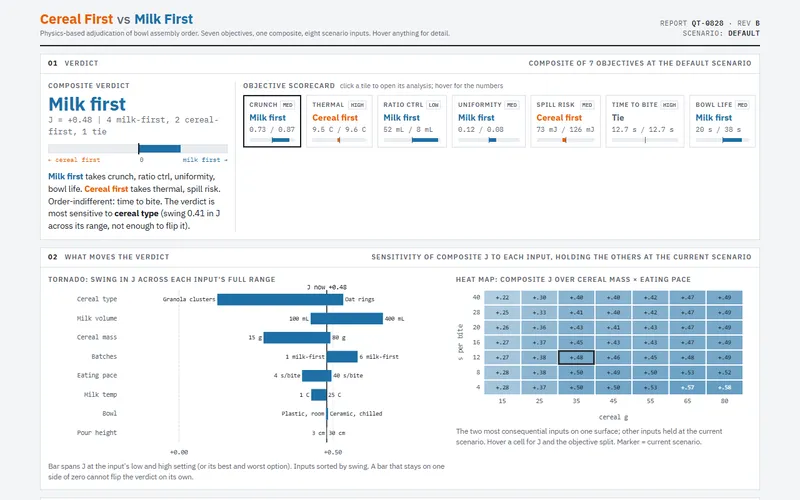 Cereal First vs Milk First
Physics-based adjudication of bowl assembly order. Seven objectives, one composite, eight scenario inputs. Hover anything for detail.
REPORT QT-0828 · REV B
SCENARIO: DEFAULT
01 VERDICT
COMPOSITE OF 7 OBJECTIVES AT THE DEFAULT SCENARIO
COMPOSITE VERDICT
Milk first
J = +0.48 | 4 milk-first, 2 cereal-
first, 1 tie
← cereal first 0 milk first →
Milk first takes crunch, ratio ctrl, uniformity,
bowl life. Cereal first takes thermal, spill risk.
Order-indifferent: time to bite. The verdict is
most sensitive to cereal type (swing 0.41 in J
across its range, not enough to flip it).
OBJECTIVE SCORECARD click a tile to open its analysis; hover for the numbers
CRUNCH MED
Milk first
0.73 / 0.87
THERMAL HIGH
Cereal first
9.5 C / 9.6 C
RATIO CTRL LOW
Milk first
52 mL / 8 mL
UNIFORMITY MED
Milk first
0.12 / 0.08
SPILL RISK MED
Cereal first
73 mJ / 126 mJ
TIME TO BITE HIGH
Tie
12.7 s / 12.7 s
BOWL LIFE MED
Milk first
20 s / 38 s
02 WHAT MOVES THE VERDICT
SENSITIVITY OF COMPOSITE J TO EACH INPUT, HOLDING THE OTHERS AT THE CURRENT SCENARIO
TORNADO: SWING IN J ACROSS EACH INPUT'S FULL RANGE
J now +0.48
Cereal type Granola clusters Oat rings
Milk volume 100 mL 400 mL
Cereal mass 15 g 80 g
Batches 1 milk-first 6 milk-first
Eating pace 4 s/bite 40 s/bite
Milk temp 1 C 25 C
Bowl Plastic, room Ceramic, chilled
Pour height 3 cm 30 cm
+0.00 +0.50
Bar spans J at the input's low and high setting (or its best and worst option). Inputs sorted by swing. A bar that stays on one
side of zero cannot flip the verdict on its own.
HEAT MAP: COMPOSITE J OVER CEREAL MASS × EATING PACE
s per bite
40 +.22 +.30 +.40 +.40 +.42 +.47 +.49
28 +.25 +.33 +.41 +.40 +.42 +.47 +.49
20 +.26 +.36 +.43 +.41 +.43 +.47 +.49
16 +.27 +.37 +.45 +.43 +.43 +.47 +.49
12 +.27 +.38 +.48 +.46 +.45 +.48 +.49
8 +.28 +.38 +.50 +.49 +.50 +.53 +.52
4 +.28 +.37 +.50 +.50 +.53 +.57 +.58
15 25 35 45 55 65 80
cereal g
The two most consequential inputs on one surface; other inputs held at the current
scenario. Hover a cell for J and the objective split. Marker = current scenario.